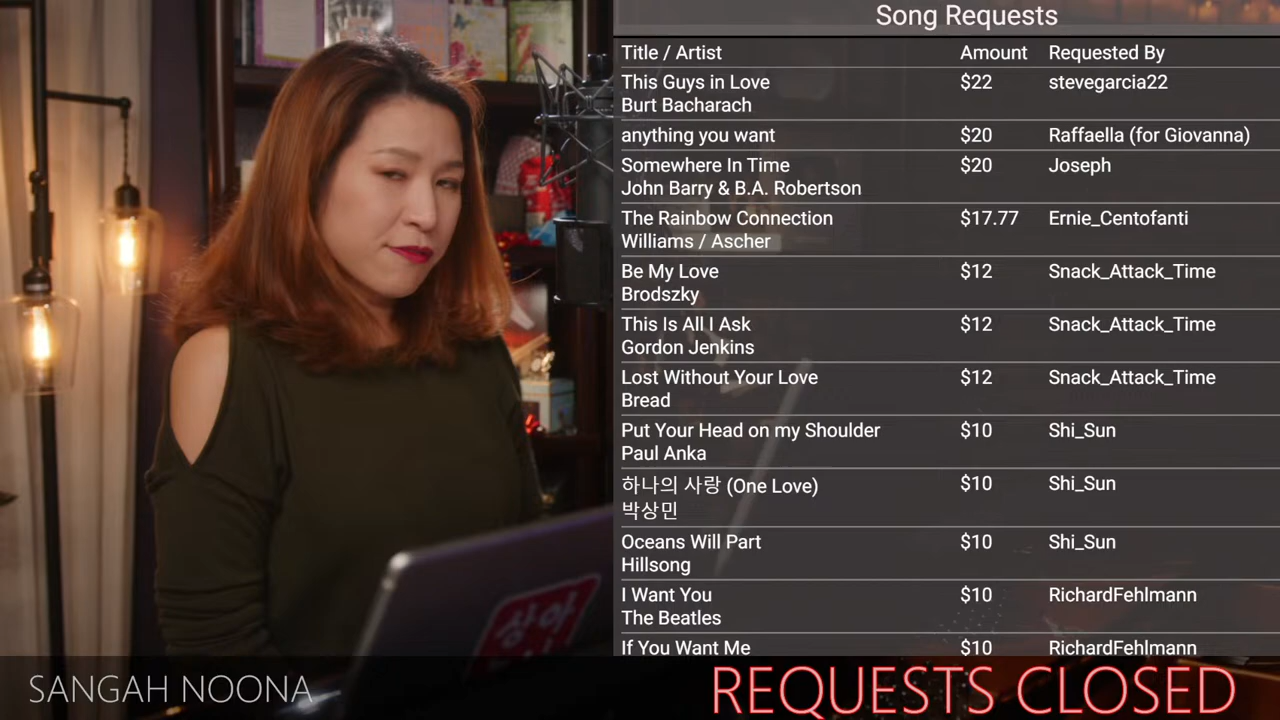 Song Requests
Title / Artist Amount Requested By
This Guys in Love $22 stevegarcia22
Burt Bacharach
anything you want $20 Raffaella (for Giovanna)
Somewhere In Time $20 Joseph
John Barry & B.A. Robertson
The Rainbow Connection $17.77 Ernie_Centofanti
Williams / Ascher
Be My Love $12 Snack_Attack_Time
Brodszky
This Is All I Ask $12 Snack_Attack_Time
Gordon Jenkins
Lost Without Your Love $12 Snack_Attack_Time
Bread
Put Your Head on my Shoulder $10 Shi_Sun
Paul Anka
하나의 사랑 (One Love) $10 Shi_Sun
박상민
Oceans Will Part $10 Shi_Sun
Hillsong
I Want You $10 RichardFehlmann
The Beatles
If You Want Me $10 RichardFehlmann
상아
SANGAH NOONA
REQUESTS CLOSED